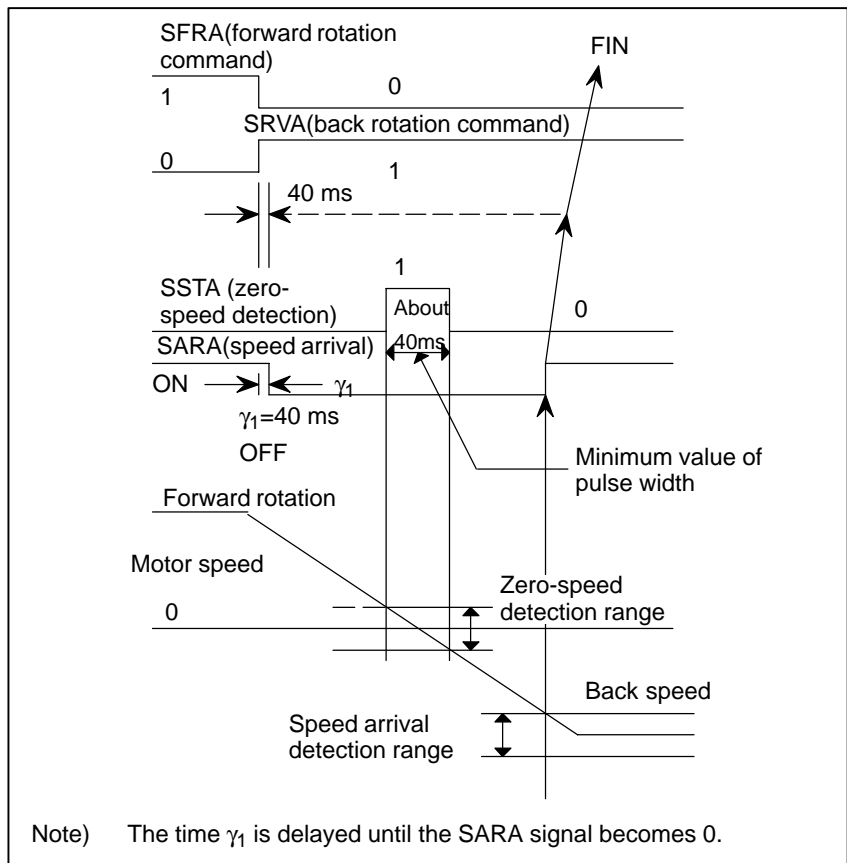 SFRA(forward rotation
command)
FIN
1
0
SRVA(back rotation command)
0
1
40 ms
1
SSTA (zero-
speed detection)
About
40ms
0
SARA(speed arrival)
ON
γ1
γ1=40 ms
OFF
Minimum value of
pulse width
Forward rotation
Motor speed
Zero-speed
detection range
0
Back speed
Speed arrival
detection range
Note) The time γ1 is delayed until the SARA signal becomes 0.